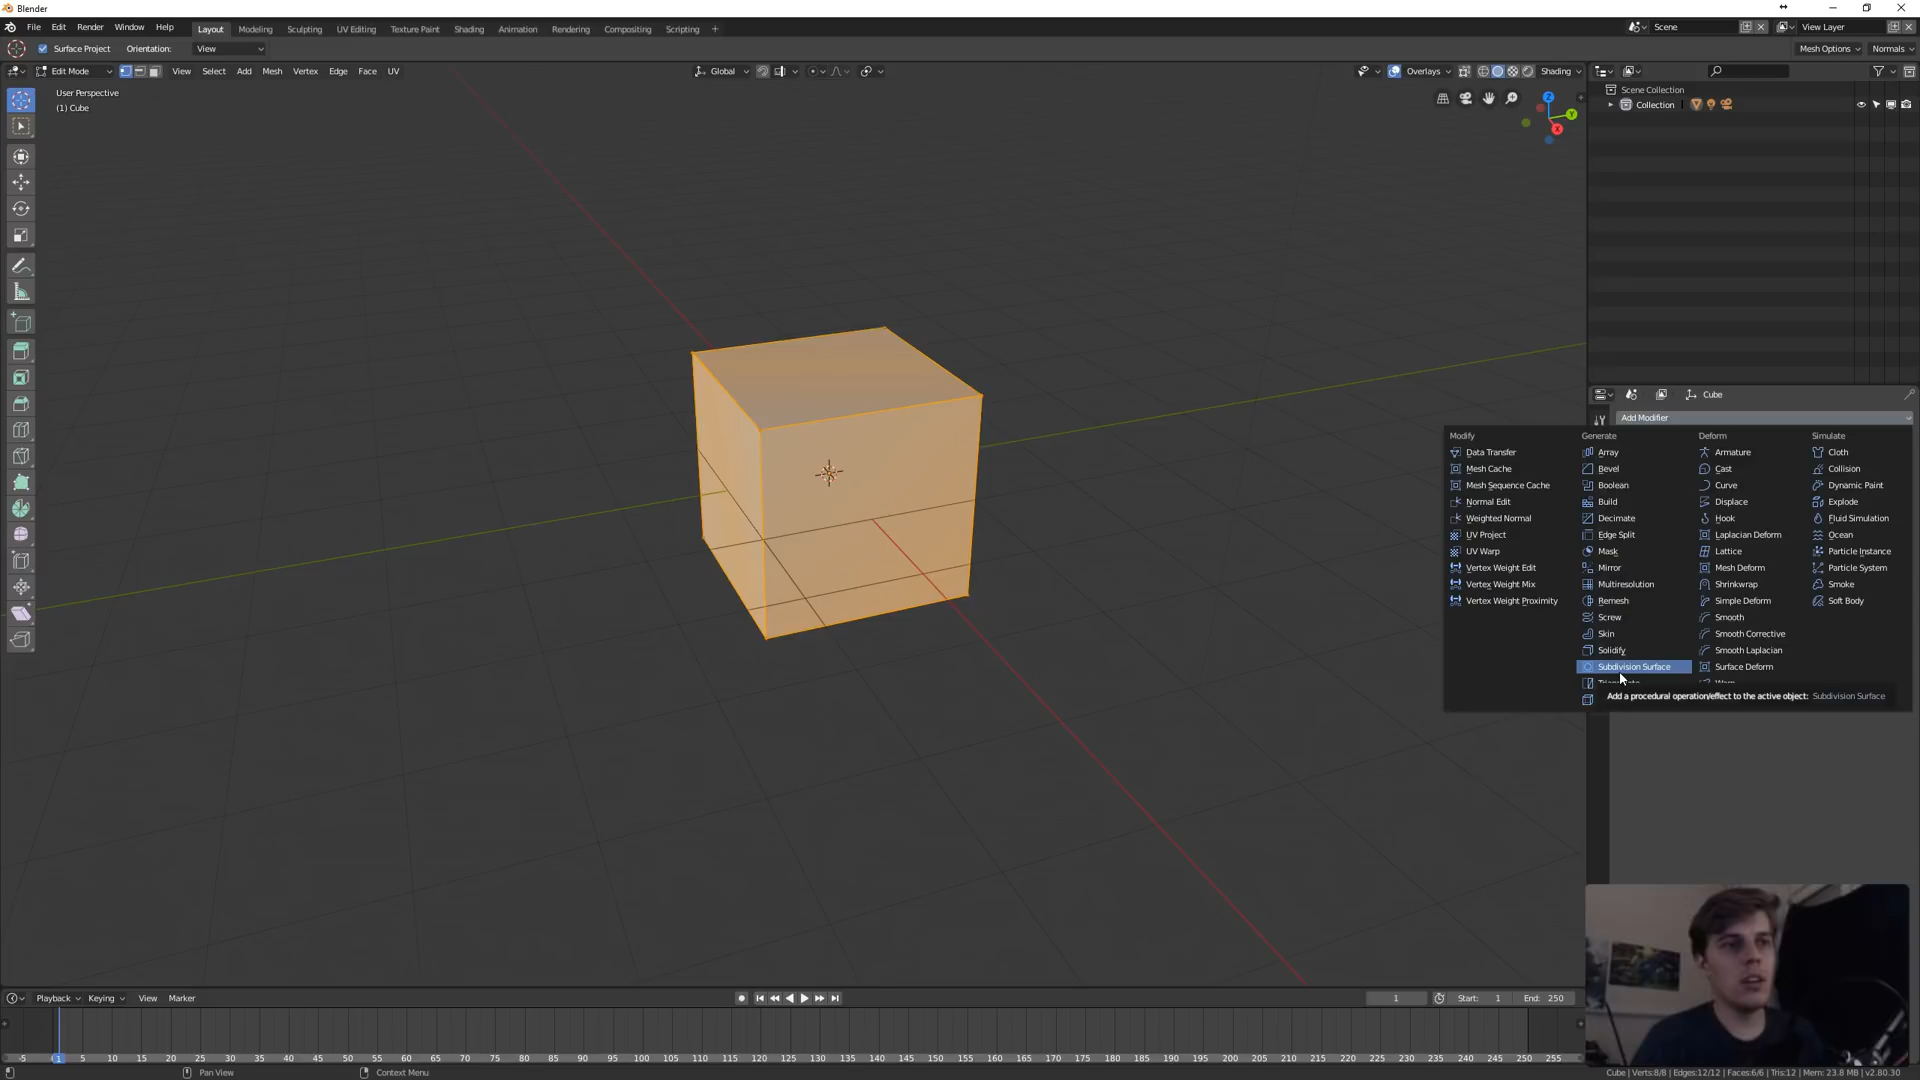 Blender
File Edit Render Window Help Layout Modeling Sculpting UV Editing Texture Paint Shading Animation Rendering Compositing Scripting + Scene View Layer
Surface Project Orientation: View Mesh Options Normals
Edit Mode View Select Add Mesh Vertex Edge Face UV Global Overlays Shading
User Perspective
(1) Cube
Z
Y
X
Scene Collection
Collection
Cube
Add Modifier
Modify Generate Deform Simulate
Data Transfer Array Armature Cloth
Mesh Cache Bevel Cast Collision
Mesh Sequence Cache Boolean Curve Dynamic Paint
Normal Edit Build Displace Explode
Weighted Normal Decimate Hook Fluid Simulation
UV Project Edge Split Laplacian Deform Ocean
UV Warp Mask Lattice Particle Instance
Vertex Weight Edit Mirror Mesh Deform Particle System
Vertex Weight Mix Multiresolution Shrinkwrap Smoke
Vertex Weight Proximity Remesh Simple Deform Soft Body
Screw Smooth
Skin Smooth Corrective
Solidify Smooth Laplacian
Subdivision Surface Surface Deform
Add a procedural operation/effect to the active object: Subdivision Surface
Playback Keying View Marker 1 Start: 1 End: 250
-5 1 5 10 15 20 25 30 35 40 45 50 55 60 65 70 75 80 85 90 95 100 105 110 115 120 125 130 135 140 145 150 155 160 165 170 175 180 185 190 195 200 205 210 215 220 225 230 235 240 245 250 255
Pan View Context Menu Cube | Verts:8/8 | Edges:12/12 | Faces:6/6 | Tris:12 | Mem: 23.8 MB | v2.80.30